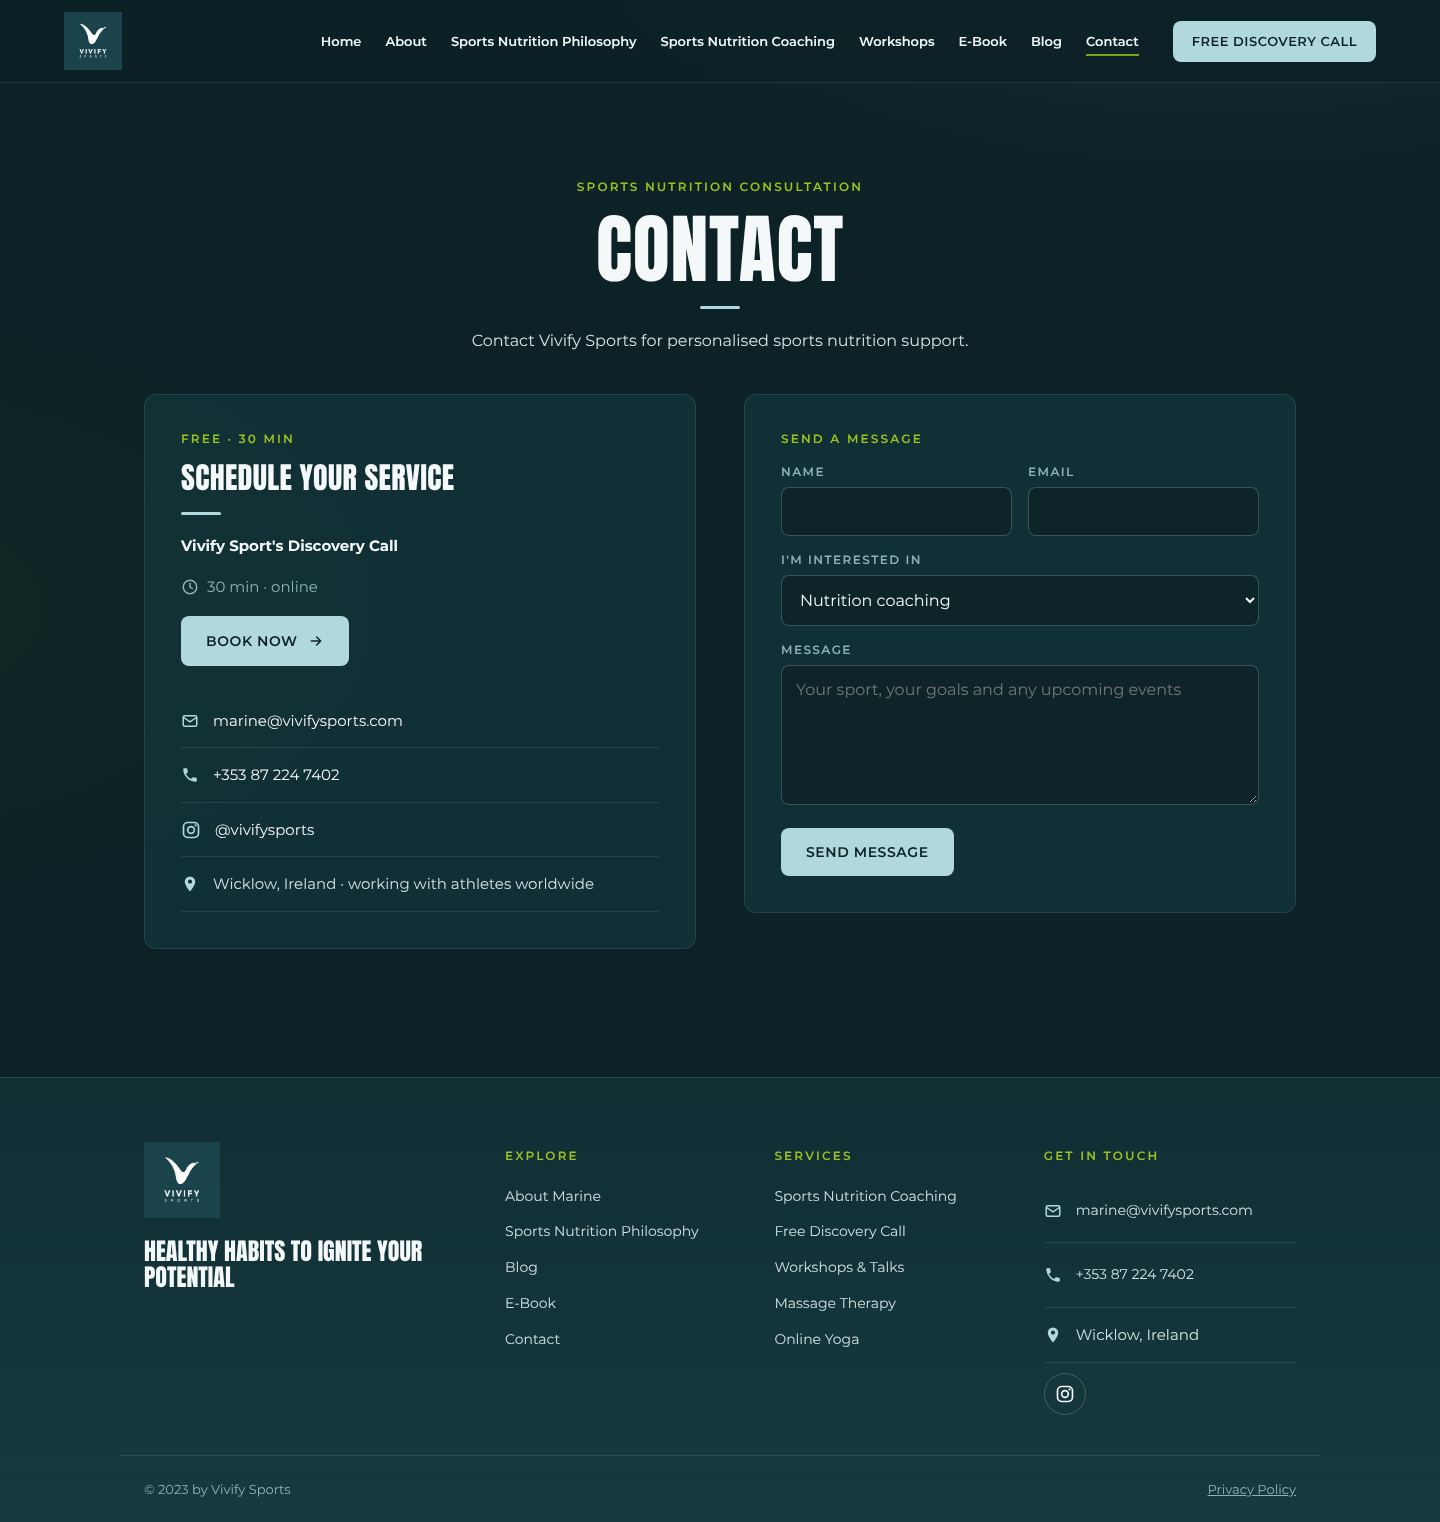 VIVIFY
SPORTS
Home
About
Sports Nutrition Philosophy
Sports Nutrition Coaching
Workshops
E-Book
Blog
Contact
FREE DISCOVERY CALL
SPORTS NUTRITION CONSULTATION
CONTACT
Contact Vivify Sports for personalised sports nutrition support.
FREE · 30 MIN
SCHEDULE YOUR SERVICE
Vivify Sport's Discovery Call
30 min · online
BOOK NOW →
marine@vivifysports.com
+353 87 224 7402
@vivifysports
Wicklow, Ireland · working with athletes worldwide
SEND A MESSAGE
NAME
EMAIL
I'M INTERESTED IN
Nutrition coaching
MESSAGE
Your sport, your goals and any upcoming events
SEND MESSAGE
VIVIFY
SPORTS
HEALTHY HABITS TO IGNITE YOUR
POTENTIAL
EXPLORE
About Marine
Sports Nutrition Philosophy
Blog
E-Book
Contact
SERVICES
Sports Nutrition Coaching
Free Discovery Call
Workshops & Talks
Massage Therapy
Online Yoga
GET IN TOUCH
marine@vivifysports.com
+353 87 224 7402
Wicklow, Ireland
© 2023 by Vivify Sports
Privacy Policy